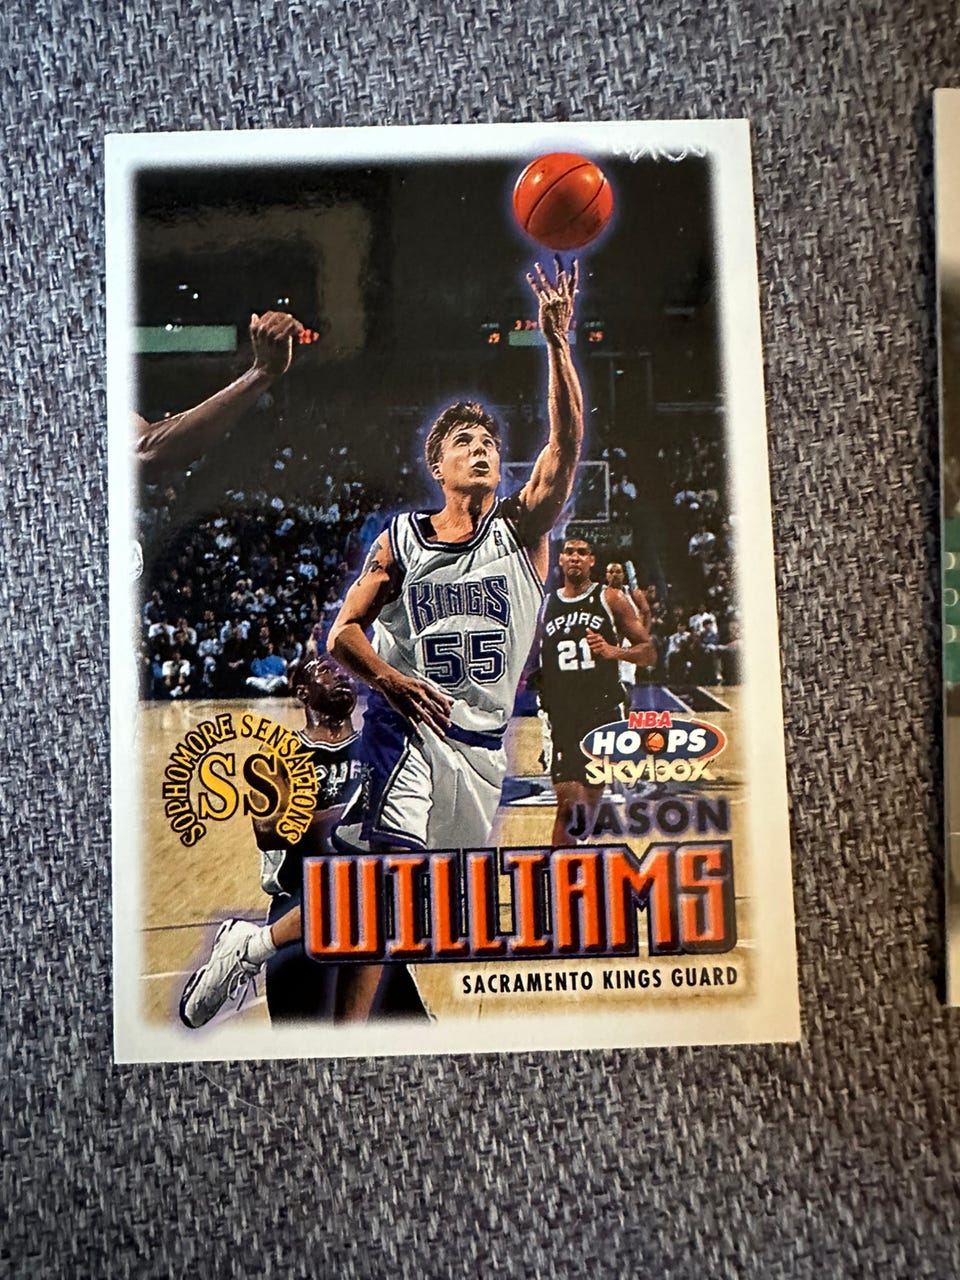 KINGS
55
SPURS
21
SOPHOMORE SENSATIONS
SS
NBA
HOOPS
SKYBOX
JASON
WILLIAMS
SACRAMENTO KINGS GUARD